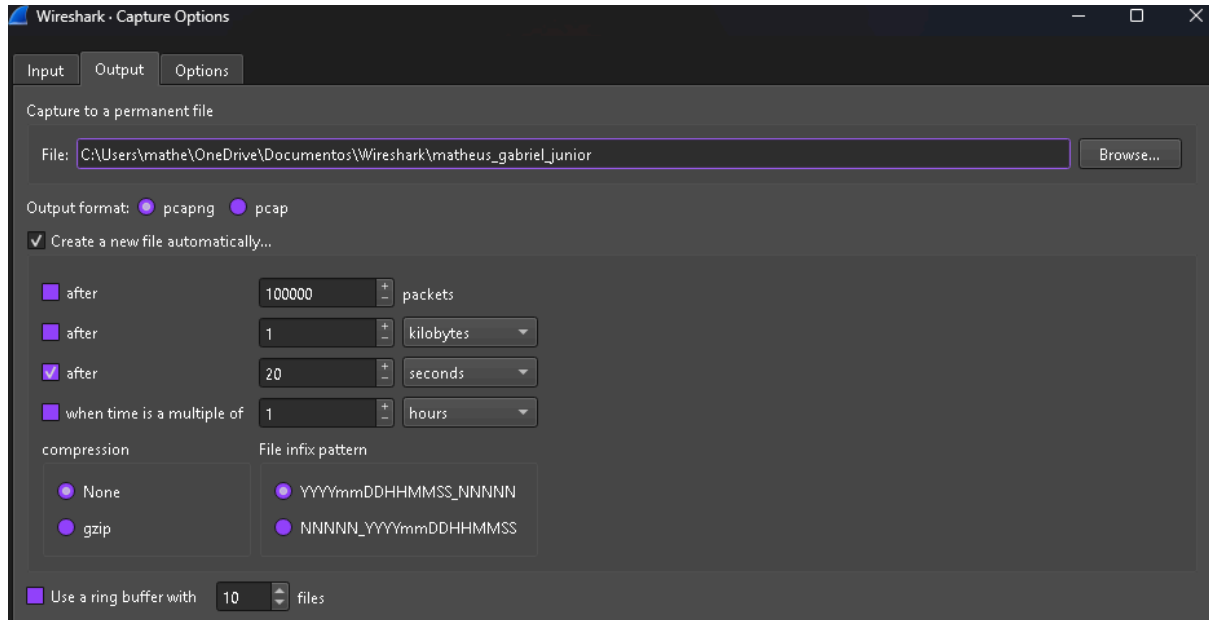 Wireshark · Capture Options
Input Output Options
Capture to a permanent file
File: C:\Users\mathe\OneDrive\Documentos\Wireshark\matheus_gabriel_junior Browse...
Output format: pcapng pcap
Create a new file automatically...
after 100000 packets
after 1 kilobytes
after 20 seconds
when time is a multiple of 1 hours
compression File infix pattern
None YYYYmmDDHHMMSS_NNNNN
gzip NNNNN_YYYYmmDDHHMMSS
Use a ring buffer with 10 files